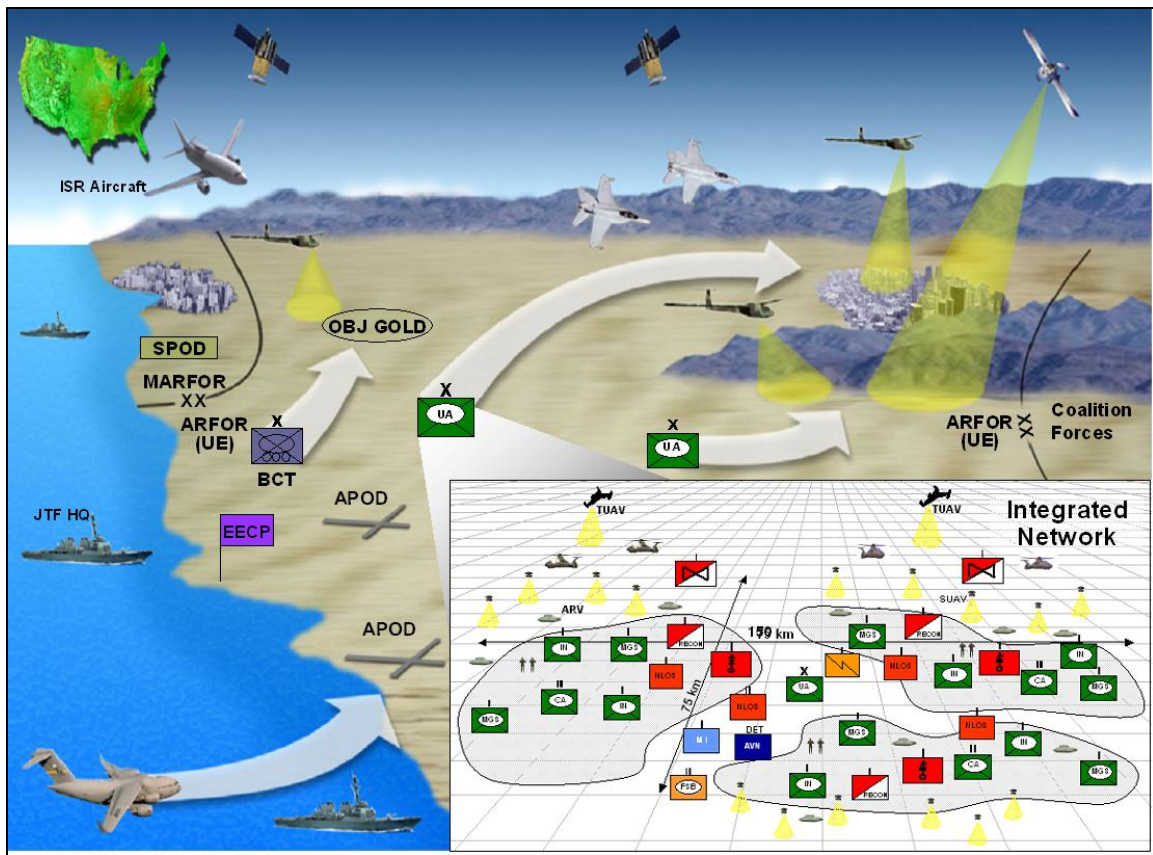 ISR Aircraft
OBJ GOLD
SPOD
MARFOR
XX
ARFOR
(UE)
X
BCT
X
UA
X
UA
ARFOR
(UE)
XX
Coalition
Forces
JTF HQ
EECP
APOD
APOD
Integrated
Network
TUAV
TUAV
ARV
SUAV
75 km
I
IN
I
MGS
I
RECON
I
NLOS
I
MGS
II
CA
I
IN
X
UA
II
NLOS
I
MI
DET
AVN
II
FSB
I
MGS
I
RECON
I
NLOS
I
IN
II
CA
I
IN
I
MGS
I
MGS
I
NLOS
I
IN
II
CA
I
MGS
I
IN
I
RECON